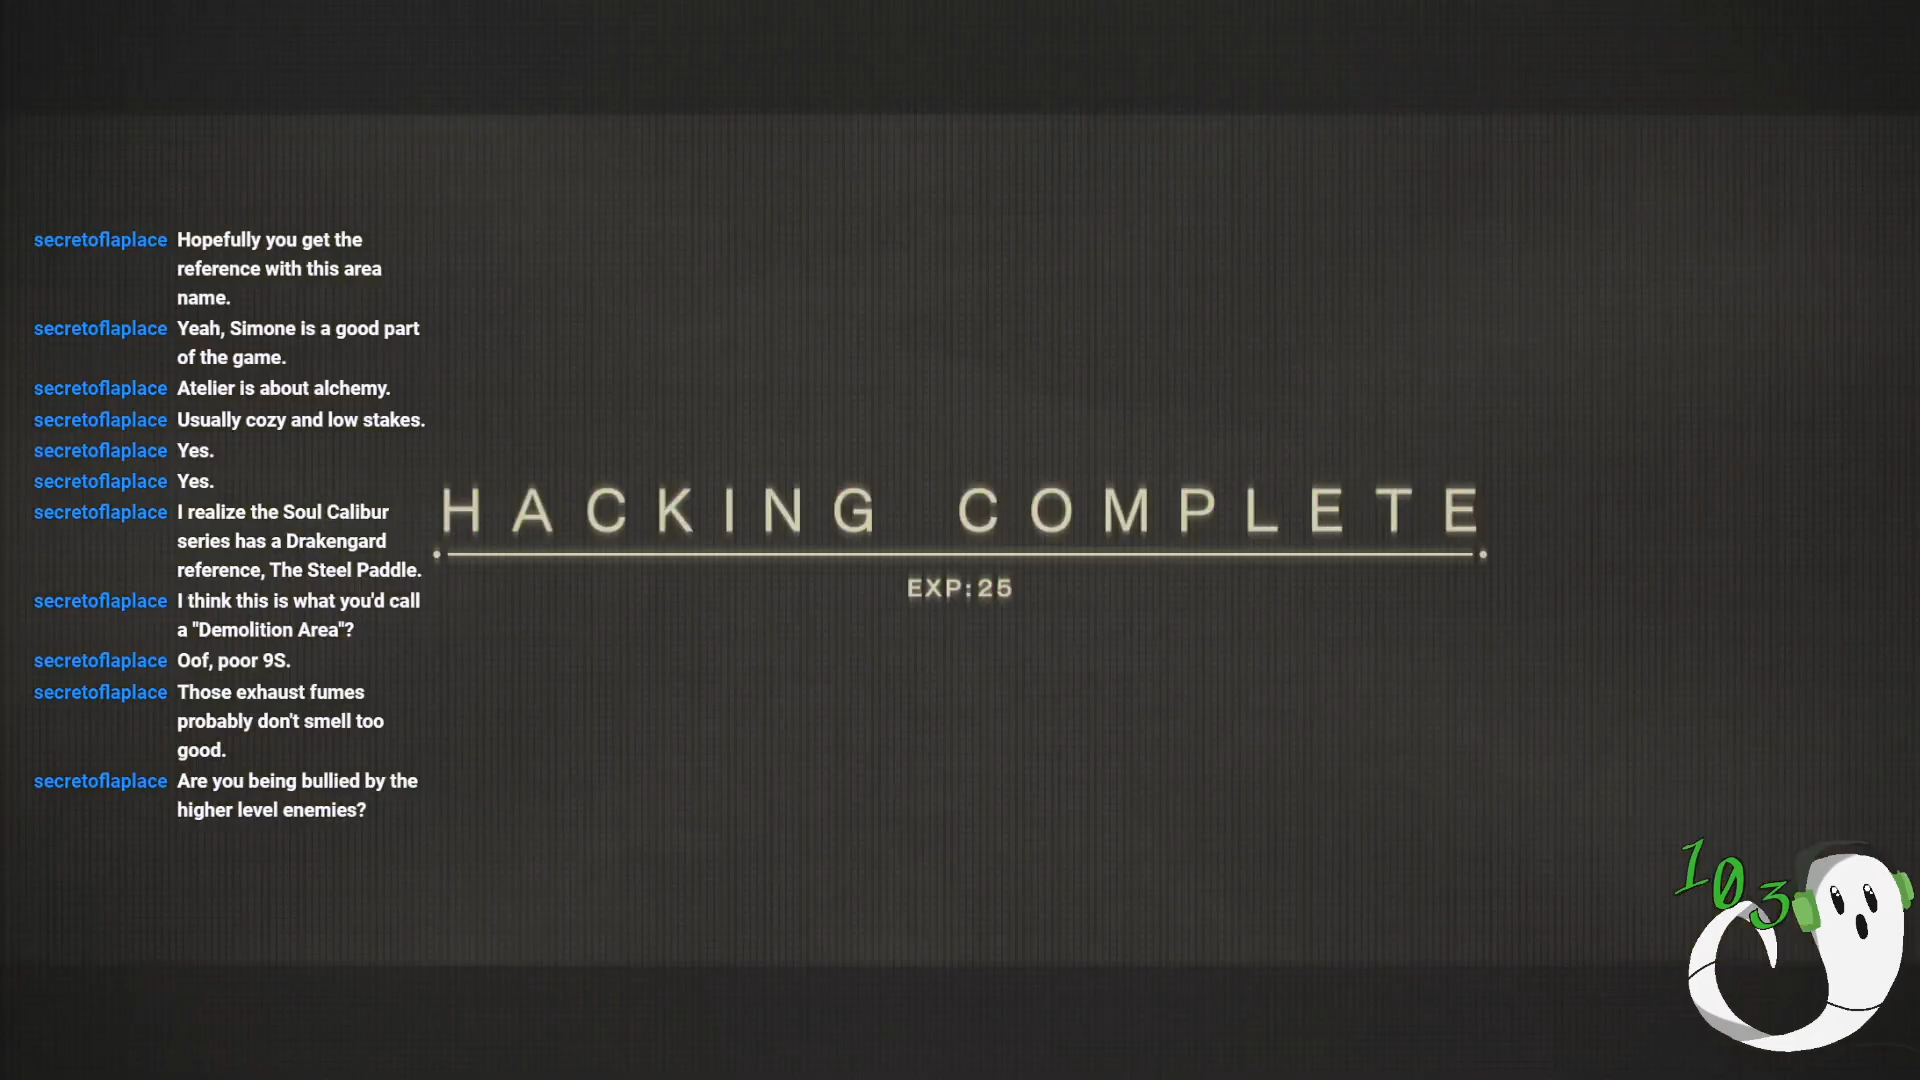 secretoflaplace Hopefully you get the
reference with this area
name.
secretoflaplace Yeah, Simone is a good part
of the game.
secretoflaplace Atelier is about alchemy.
secretoflaplace Usually cozy and low stakes.
secretoflaplace Yes.
secretoflaplace Yes.
secretoflaplace I realize the Soul Calibur
series has a Drakengard
reference, The Steel Paddle.
secretoflaplace I think this is what you'd call
a "Demolition Area"?
secretoflaplace Oof, poor 9S.
secretoflaplace Those exhaust fumes
probably don't smell too
good.
secretoflaplace Are you being bullied by the
higher level enemies?
HACKING COMPLETE
EXP:25
103